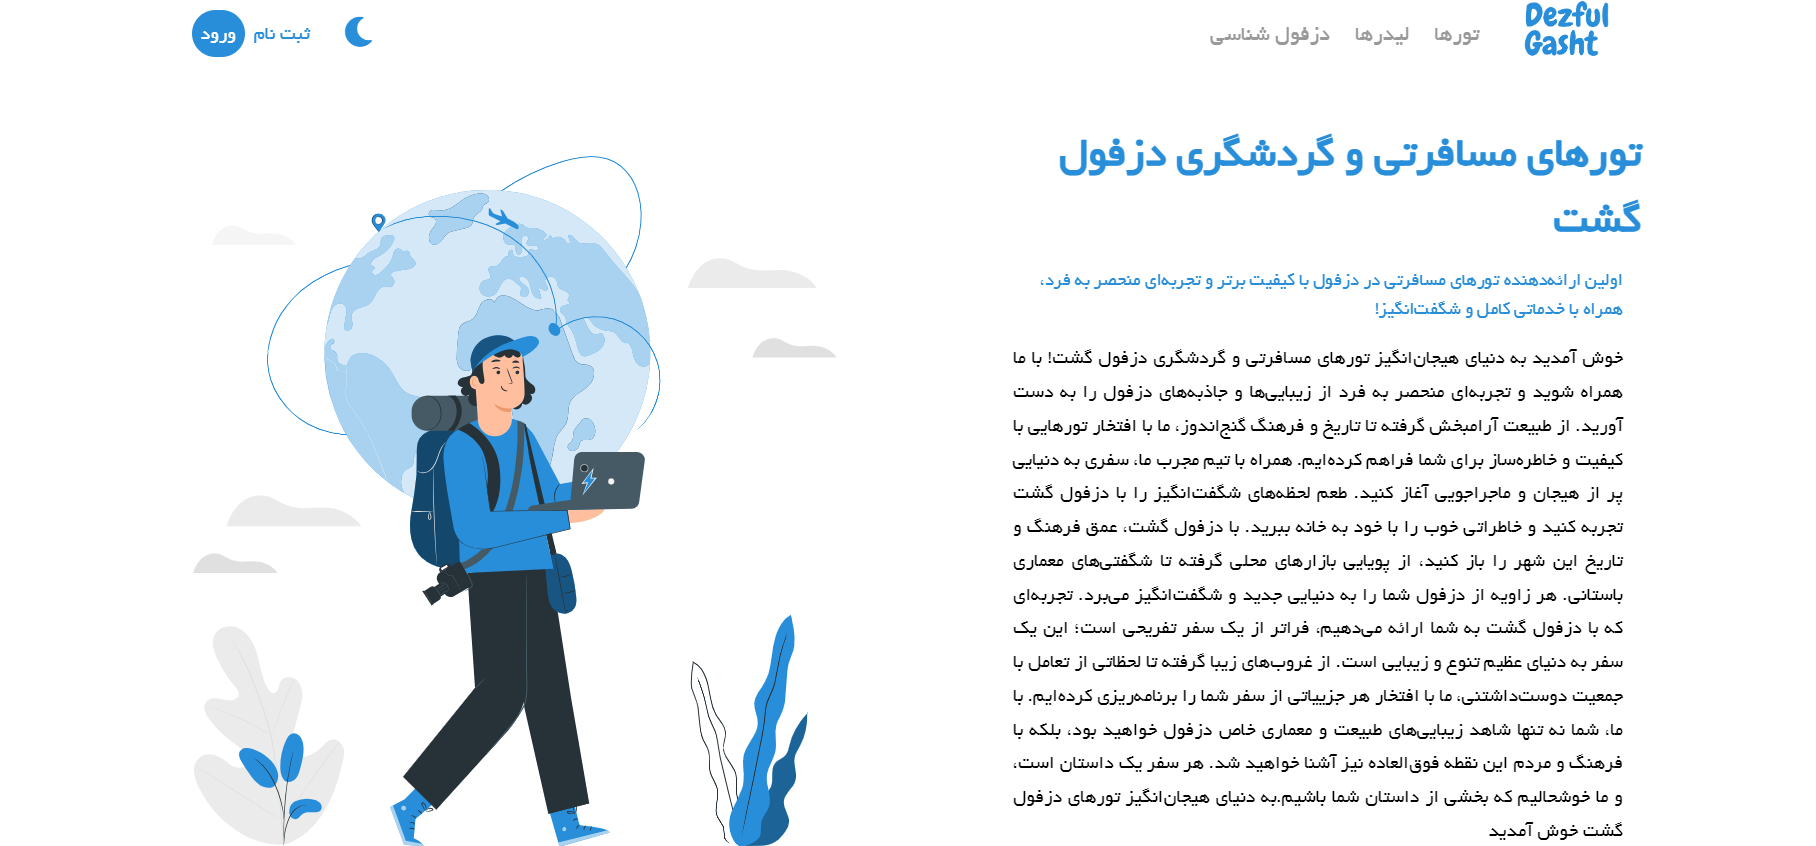 Dezful
Gasht
تورها
لیدرها
دزفول شناسی
ثبت نام
ورود
تورهای مسافرتی و گردشگری دزفول
گشت
اولین ارائه‌دهنده تورهای مسافرتی در دزفول با کیفیت برتر و تجربه‌ای منحصر به فرد،
همراه با خدماتی کامل و شگفت‌انگیز!
خوش آمدید به دنیای هیجان‌انگیز تورهای مسافرتی و گردشگری دزفول گشت! با ما
همراه شوید و تجربه‌ای منحصر به فرد از زیبایی‌ها و جاذبه‌های دزفول را به دست
آورید. از طبیعت آرامبخش گرفته تا تاریخ و فرهنگ گنج‌اندوز، ما با افتخار تورهایی با
کیفیت و خاطره‌ساز برای شما فراهم کرده‌ایم. همراه با تیم مجرب ما، سفری به دنیایی
پر از هیجان و ماجراجویی آغاز کنید. طعم لحظه‌های شگفت‌انگیز را با دزفول گشت
تجربه کنید و خاطراتی خوب را با خود به خانه ببرید. با دزفول گشت، عمق فرهنگ و
تاریخ این شهر را باز کنید، از پویایی بازارهای محلی گرفته تا شگفتی‌های معماری
باستانی. هر زاویه از دزفول شما را به دنیایی جدید و شگفت‌انگیز می‌برد. تجربه‌ای
که با دزفول گشت به شما ارائه می‌دهیم، فراتر از یک سفر تفریحی است؛ این یک
سفر به دنیای عظیم تنوع و زیبایی است. از غروب‌های زیبا گرفته تا لحظاتی از تعامل با
جمعیت دوست‌داشتنی، ما با افتخار هر جزییاتی از سفر شما را برنامه‌ریزی کرده‌ایم. با
ما، شما نه تنها شاهد زیبایی‌های طبیعت و معماری خاص دزفول خواهید بود، بلکه با
فرهنگ و مردم این نقطه فوق‌العاده نیز آشنا خواهید شد. هر سفر یک داستان است،
و ما خوشحالیم که بخشی از داستان شما باشیم.به دنیای هیجان‌انگیز تورهای دزفول
گشت خوش آمدید